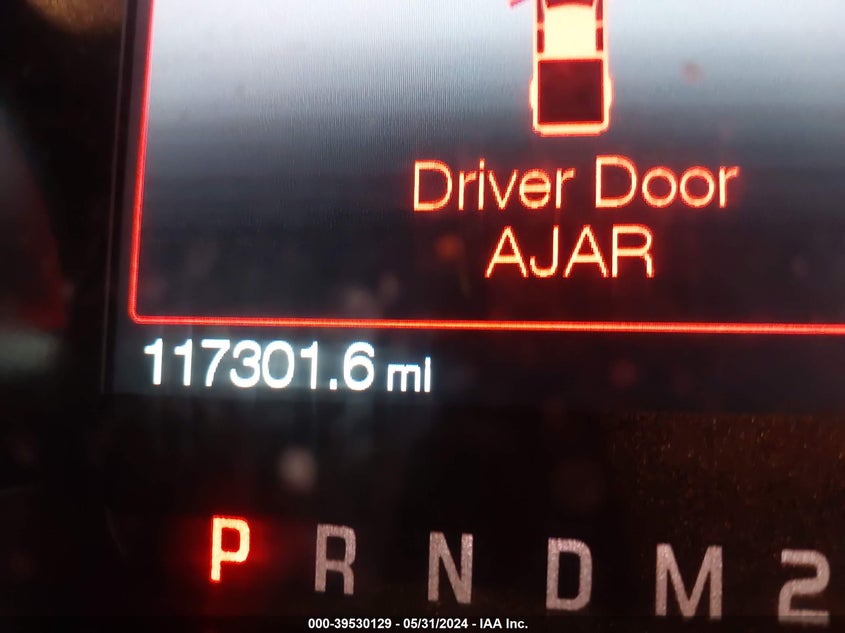 Driver Door
AJAR
117301.6 mi
P R N D M 2
000-39530129 - 05/31/2024 - IAA Inc.